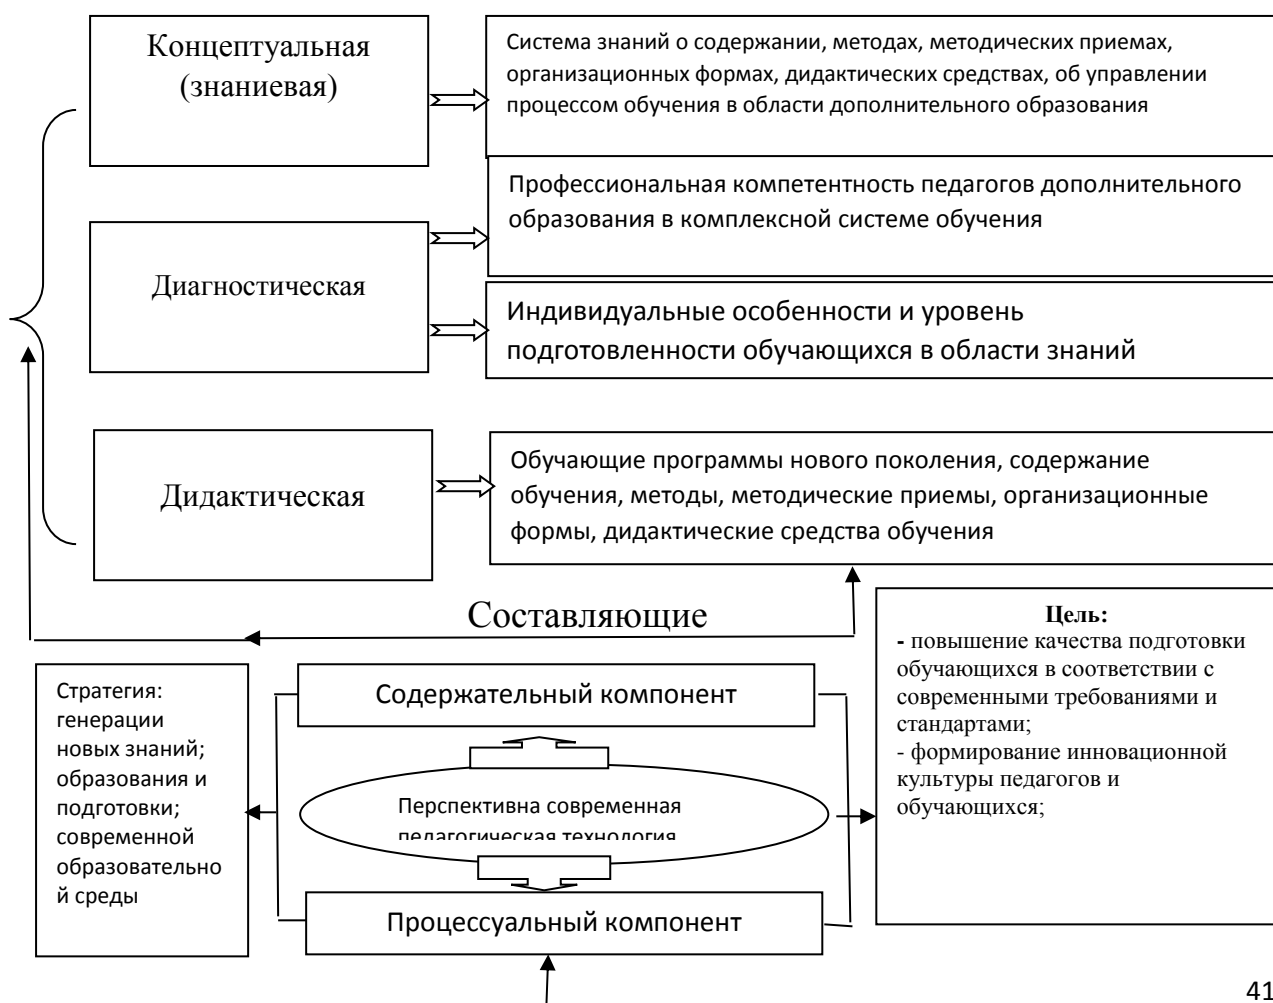 Концептуальная
(знаниевая)
Система знаний о содержании, методах, методических приемах,
организационных формах, дидактических средствах, об управлении
процессом обучения в области дополнительного образования
Профессиональная компетентность педагогов дополнительного
образования в комплексной системе обучения
Диагностическая
Индивидуальные особенности и уровень
подготовленности обучающихся в области знаний
Дидактическая
Обучающие программы нового поколения, содержание
обучения, методы, методические приемы, организационные
формы, дидактические средства обучения
Составляющие
Стратегия:
генерации
новых знаний;
образования и
подготовки;
современной
образовательно
й среды
Содержательный компонент
Перспективна современная
педагогическая технология
Процессуальный компонент
Цель:
- повышение качества подготовки
обучающихся в соответствии с
современными требованиями и
стандартами;
- формирование инновационной
культуры педагогов и
обучающихся;
41